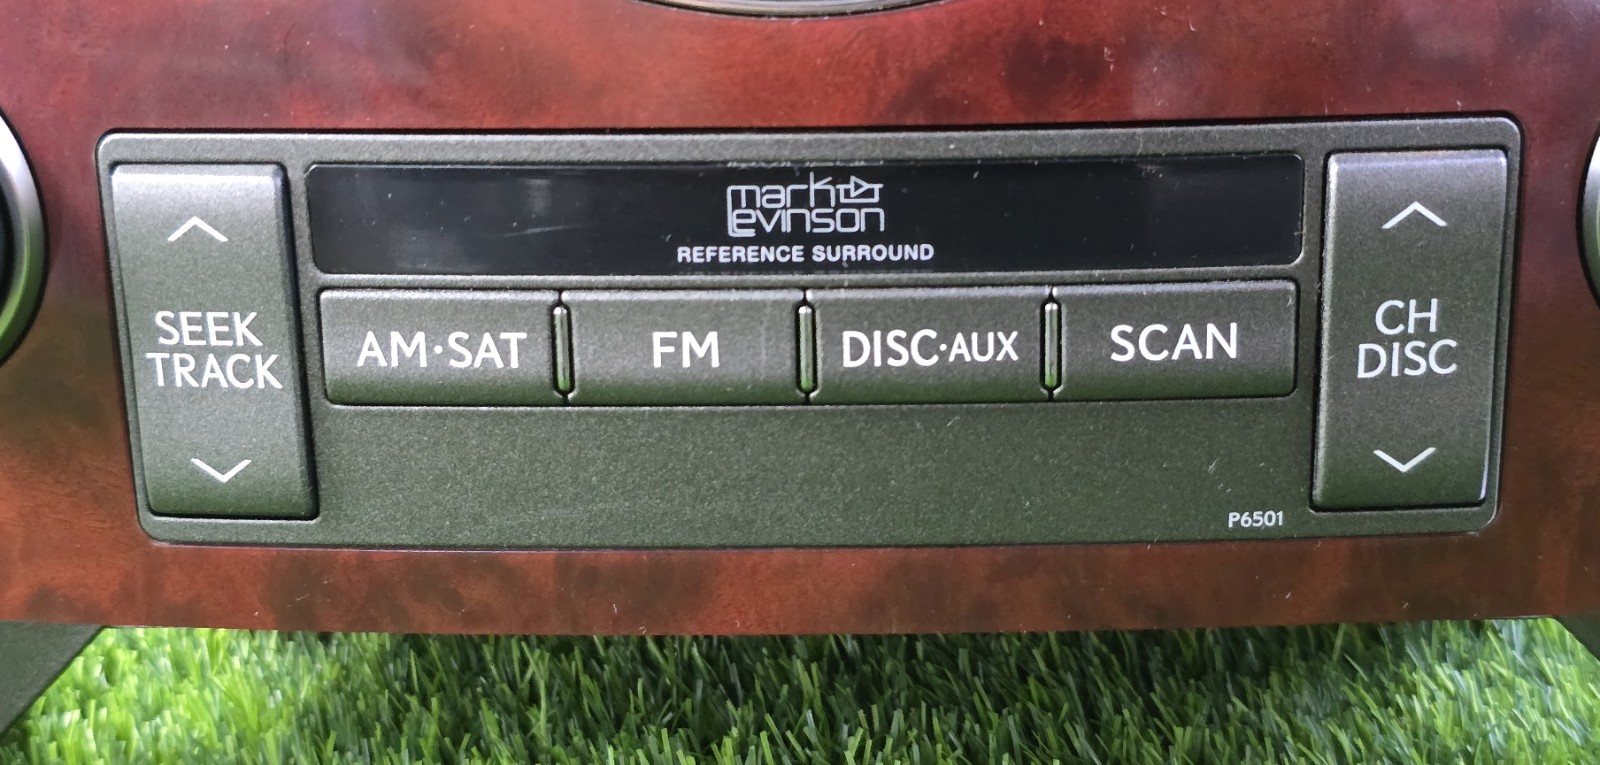 mark
levinson
REFERENCE SURROUND
SEEK
TRACK
AM·SAT
FM
DISC·AUX
SCAN
CH
DISC
P6501